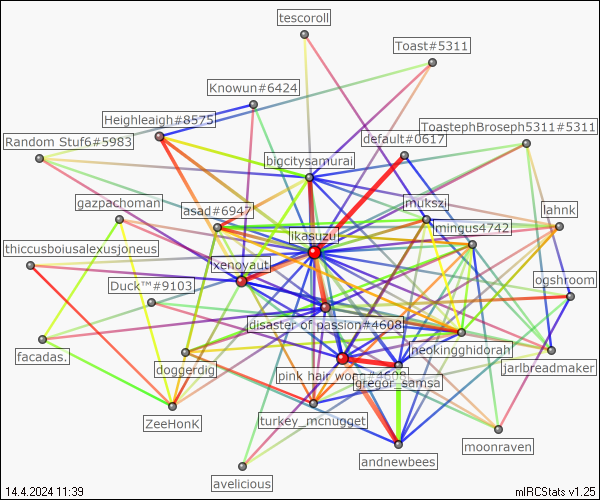 tescoroll
Toast#5311
Knowun#6424
Heighleaigh#8575
ToastephBroseph5311#5311
default#0617
Random Stuf6#5983
bigcitysamurai
mukszi
lahnk
gazpachoman
asad#6947
mingus4742
ikasuzu
thiccusboiusalexusjoneus
xenoyaut
ogshroom
Duck™#9103
disaster of passion#4608
neokingghidorah
facadas.
doggerdig
jarlbreadmaker
pink hair wong#4608
gregor_samsa
ZeeHonK
turkey_mcnugget
moonraven
andnewbees
avelicious
14.4.2024 11:39
mIRCStats v1.25